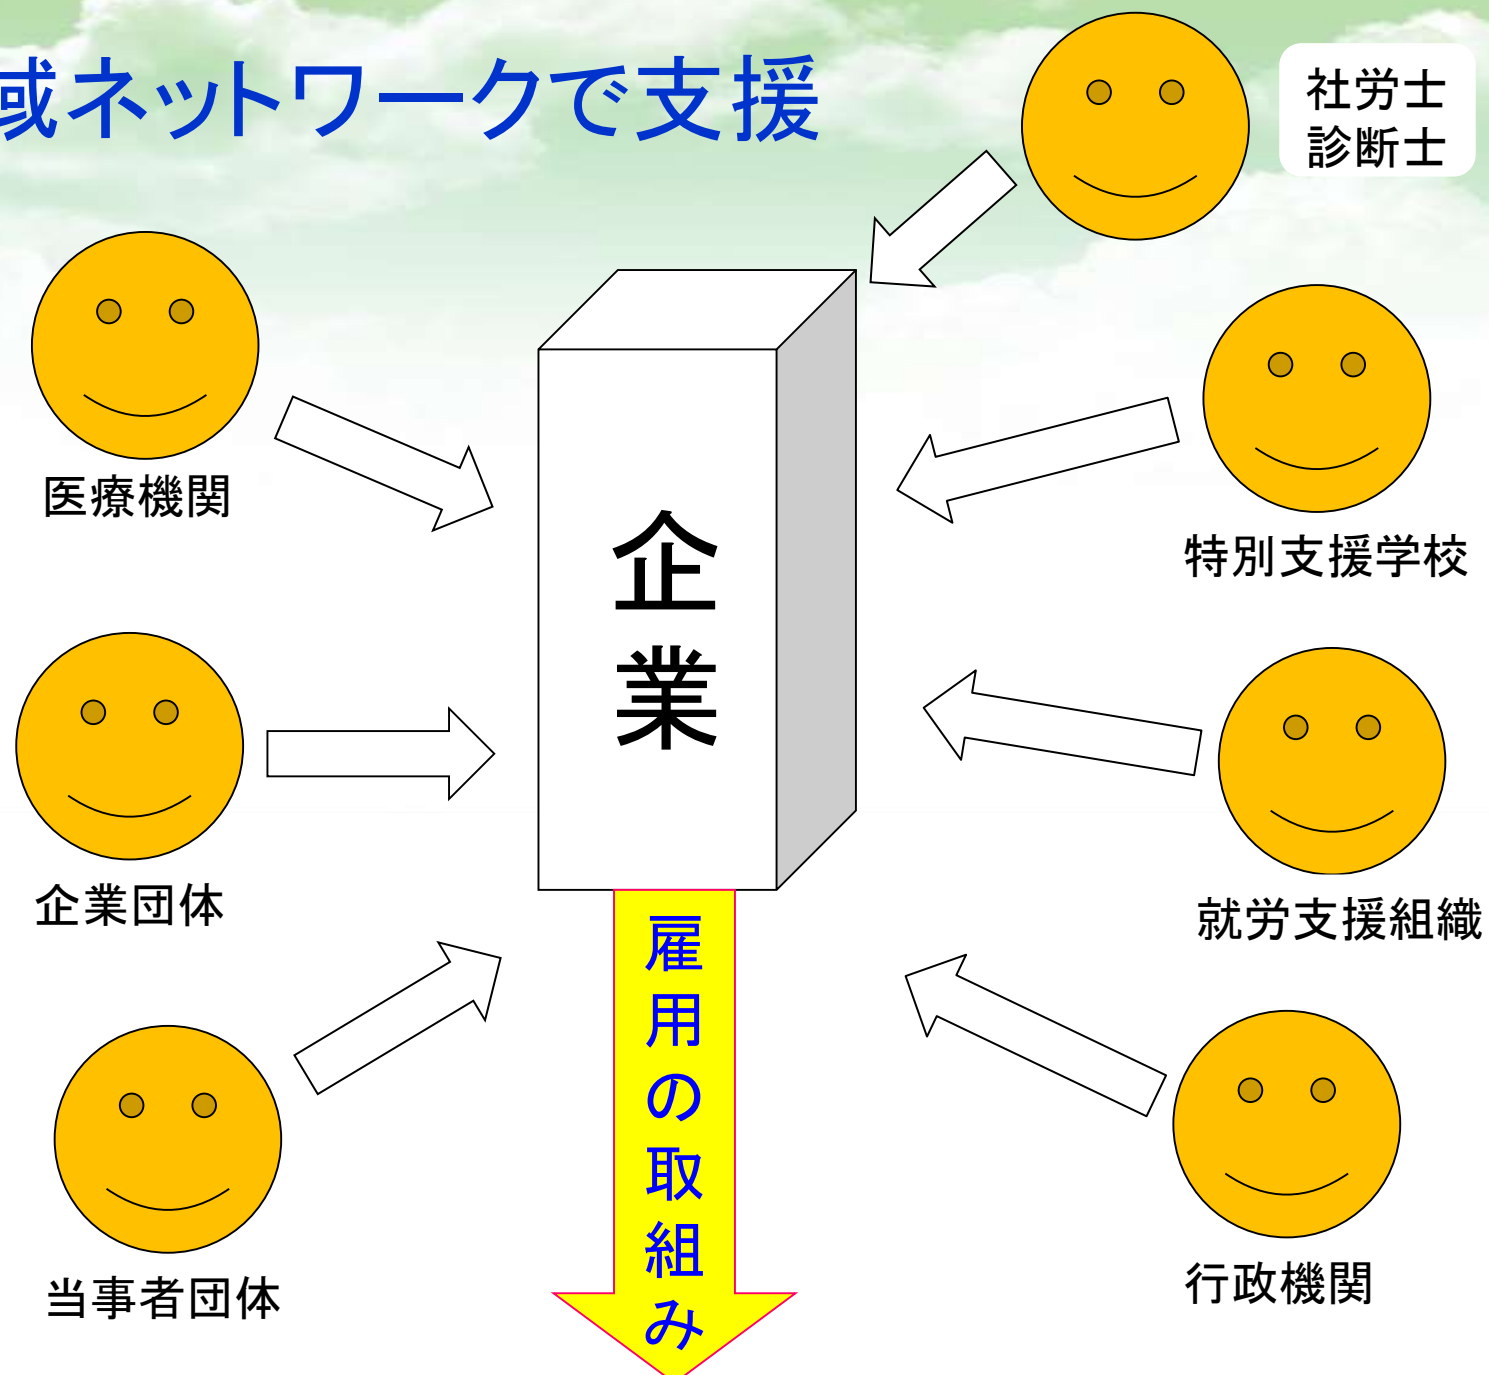 域ネットワークで支援
社労士
診断士
医療機関
特別支援学校
企業
企業団体
就労支援組織
雇用の取組み
当事者団体
行政機関